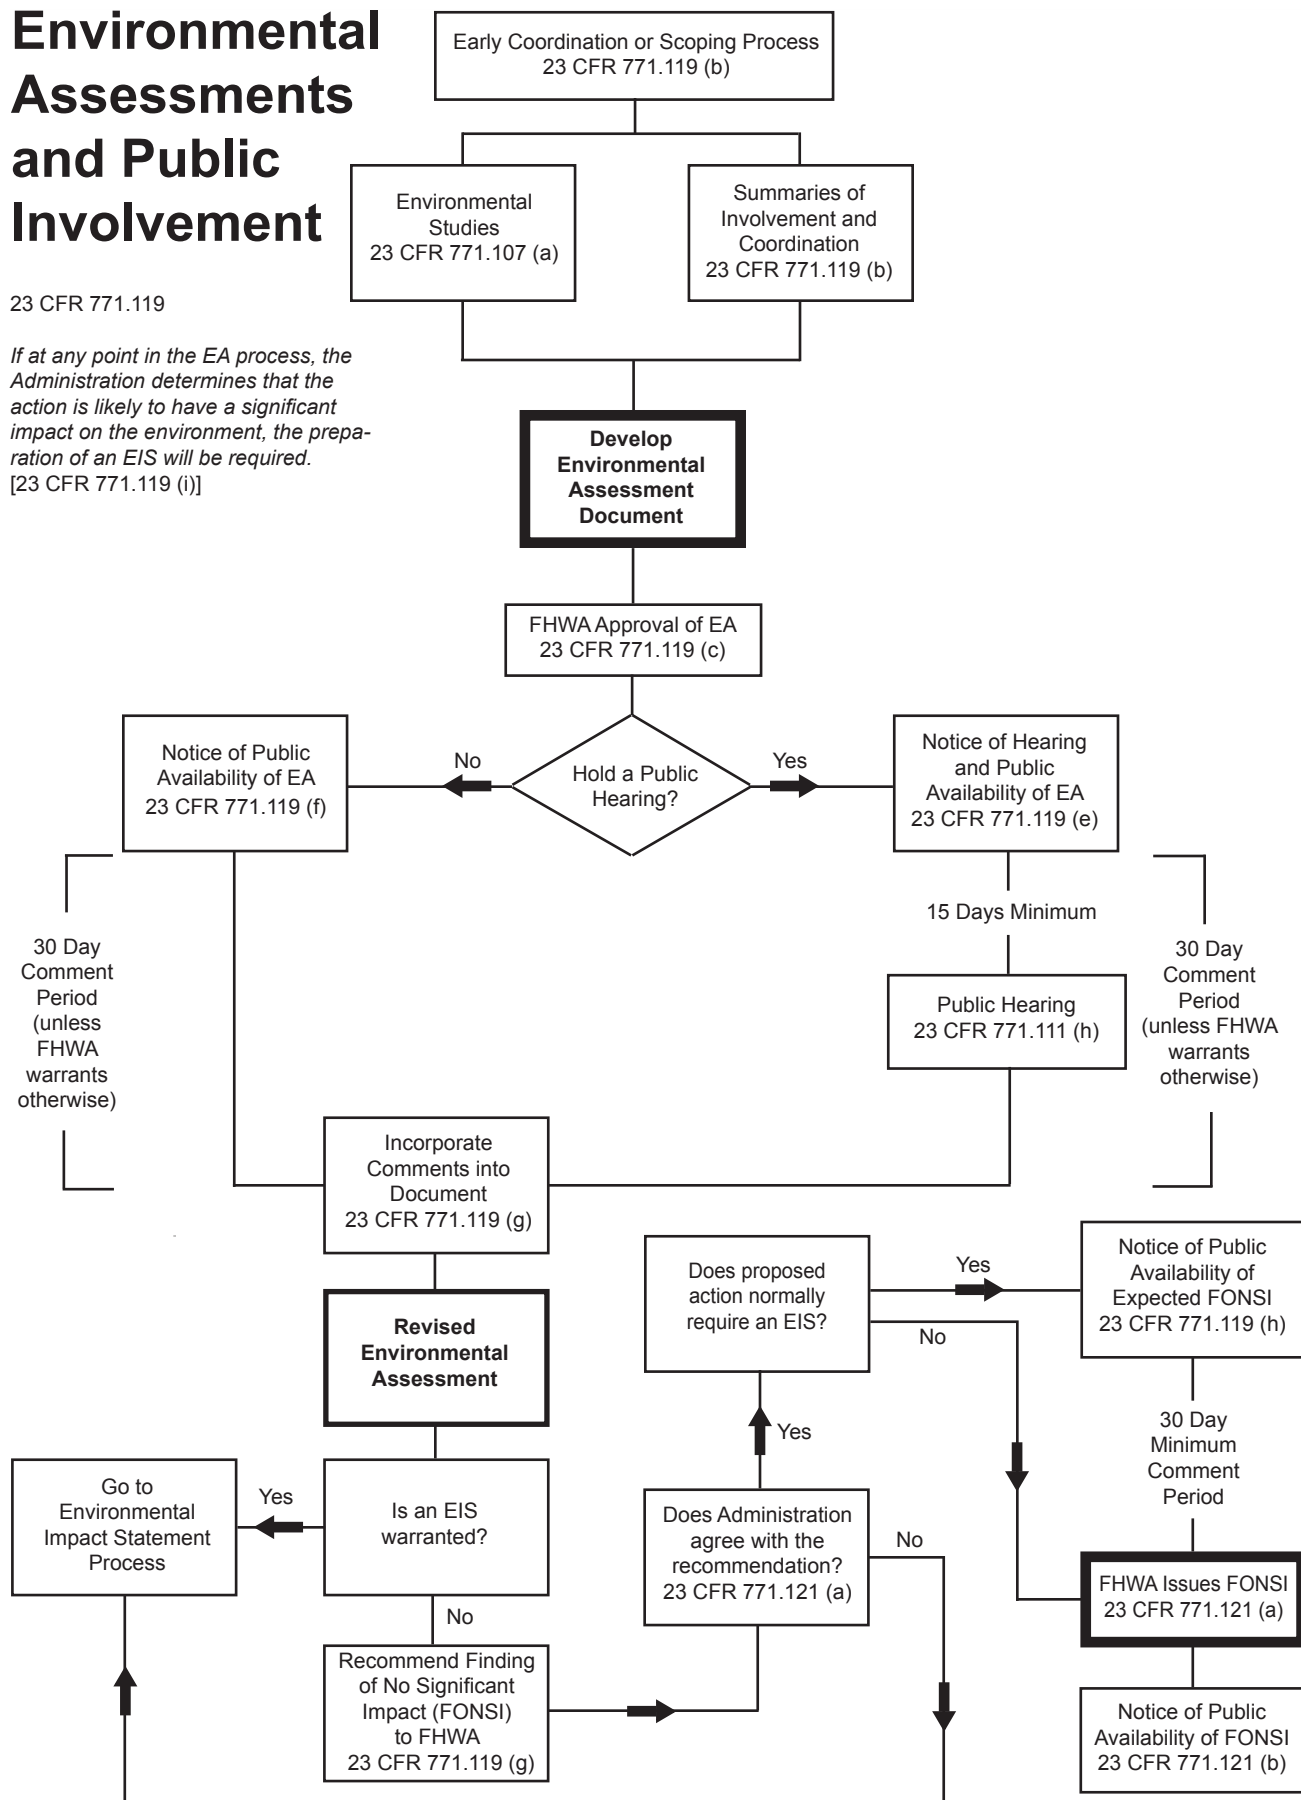 Environmental
Assessments
and Public
Involvement
23 CFR 771.119
If at any point in the EA process, the
Administration determines that the
action is likely to have a significant
impact on the environment, the prepa-
ration of an EIS will be required.
[23 CFR 771.119 (i)]
Early Coordination or Scoping Process
23 CFR 771.119 (b)
Environmental
Studies
23 CFR 771.107 (a)
Summaries of
Involvement and
Coordination
23 CFR 771.119 (b)
Develop
Environmental
Assessment
Document
FHWA Approval of EA
23 CFR 771.119 (c)
Hold a Public
Hearing?
No
Yes
Notice of Public
Availability of EA
23 CFR 771.119 (f)
Notice of Hearing
and Public
Availability of EA
23 CFR 771.119 (e)
30 Day
Comment
Period
(unless
FHWA
warrants
otherwise)
15 Days Minimum
Public Hearing
23 CFR 771.111 (h)
30 Day
Comment
Period
(unless FHWA
warrants
otherwise)
Incorporate
Comments into
Document
23 CFR 771.119 (g)
Revised
Environmental
Assessment
Is an EIS
warranted?
Yes
Go to
Environmental
Impact Statement
Process
No
Recommend Finding
of No Significant
Impact (FONSI)
to FHWA
23 CFR 771.119 (g)
Does Administration
agree with the
recommendation?
23 CFR 771.121 (a)
No
Yes
Does proposed
action normally
require an EIS?
Yes
No
Notice of Public
Availability of
Expected FONSI
23 CFR 771.119 (h)
30 Day
Minimum
Comment
Period
FHWA Issues FONSI
23 CFR 771.121 (a)
Notice of Public
Availability of FONSI
23 CFR 771.121 (b)